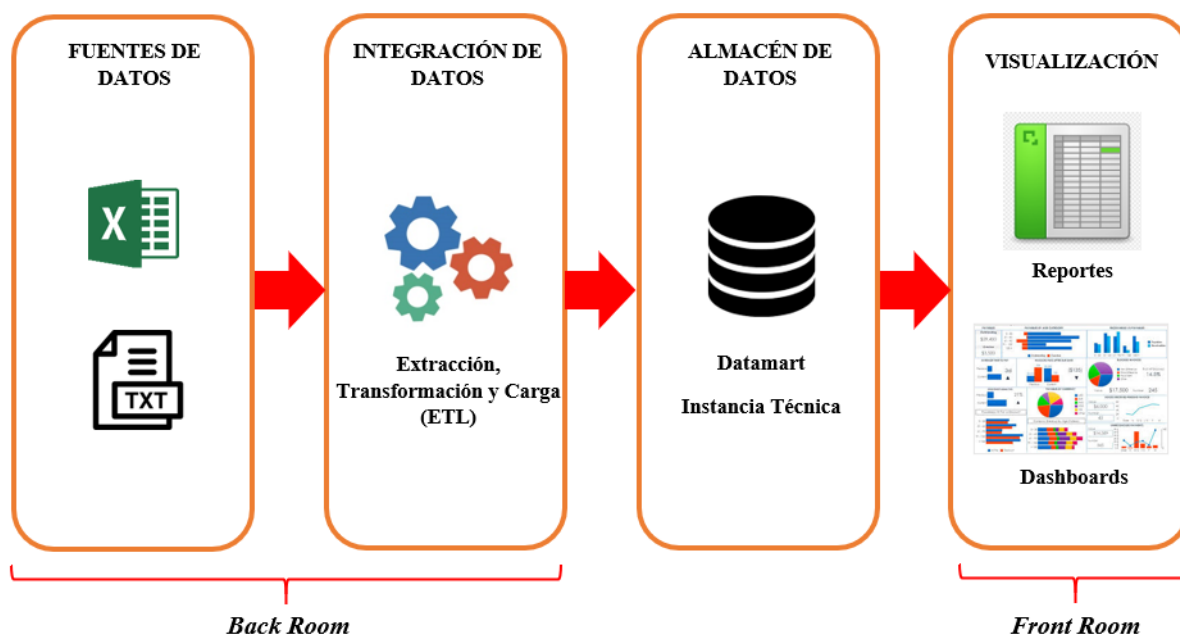 FUENTES DE
DATOS
X
TXT
INTEGRACIÓN DE
DATOS
Extracción,
Transformación y Carga
(ETL)
ALMACÉN DE
DATOS
Datamart
Instancia Técnica
VISUALIZACIÓN
Reportes
Dashboards
Back Room
Front Room